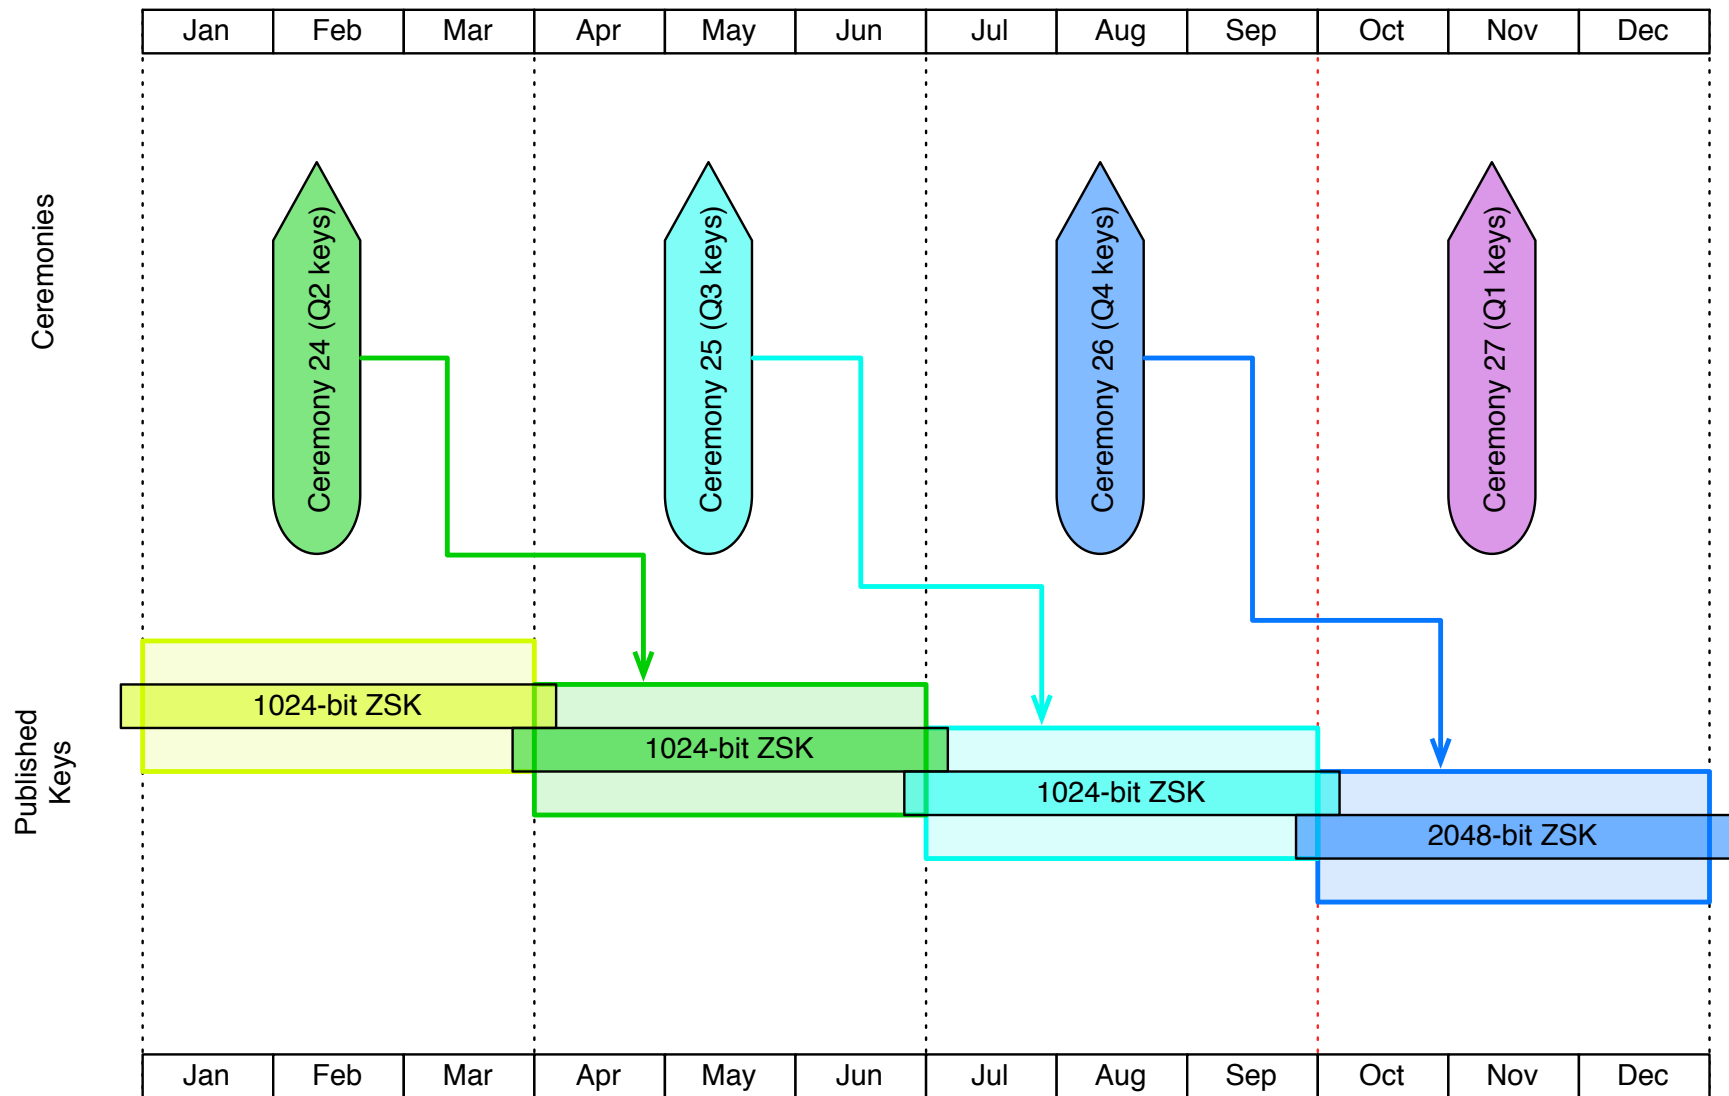 Jan Feb Mar Apr May Jun Jul Aug Sep Oct Nov Dec
Ceremonies
Ceremony 24 (Q2 keys)
Ceremony 25 (Q3 keys)
Ceremony 26 (Q4 keys)
Ceremony 27 (Q1 keys)
Published
Keys
1024-bit ZSK
1024-bit ZSK
1024-bit ZSK
2048-bit ZSK
Jan Feb Mar Apr May Jun Jul Aug Sep Oct Nov Dec